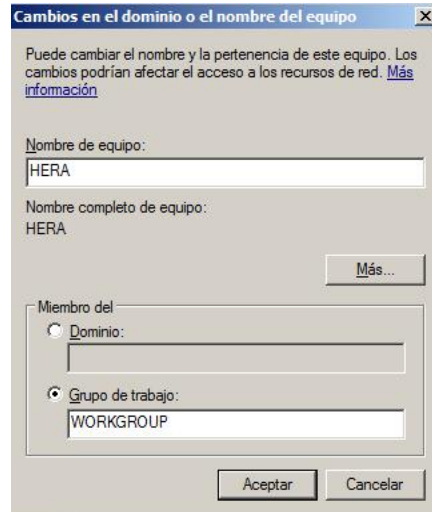 Cambios en el dominio o el nombre del equipo
Puede cambiar el nombre y la pertenencia de este equipo. Los
cambios podrían afectar el acceso a los recursos de red. Más
información
Nombre de equipo:
HERA
Nombre completo de equipo:
HERA
Más...
Miembro del
Dominio:
Grupo de trabajo:
WORKGROUP
Aceptar
Cancelar